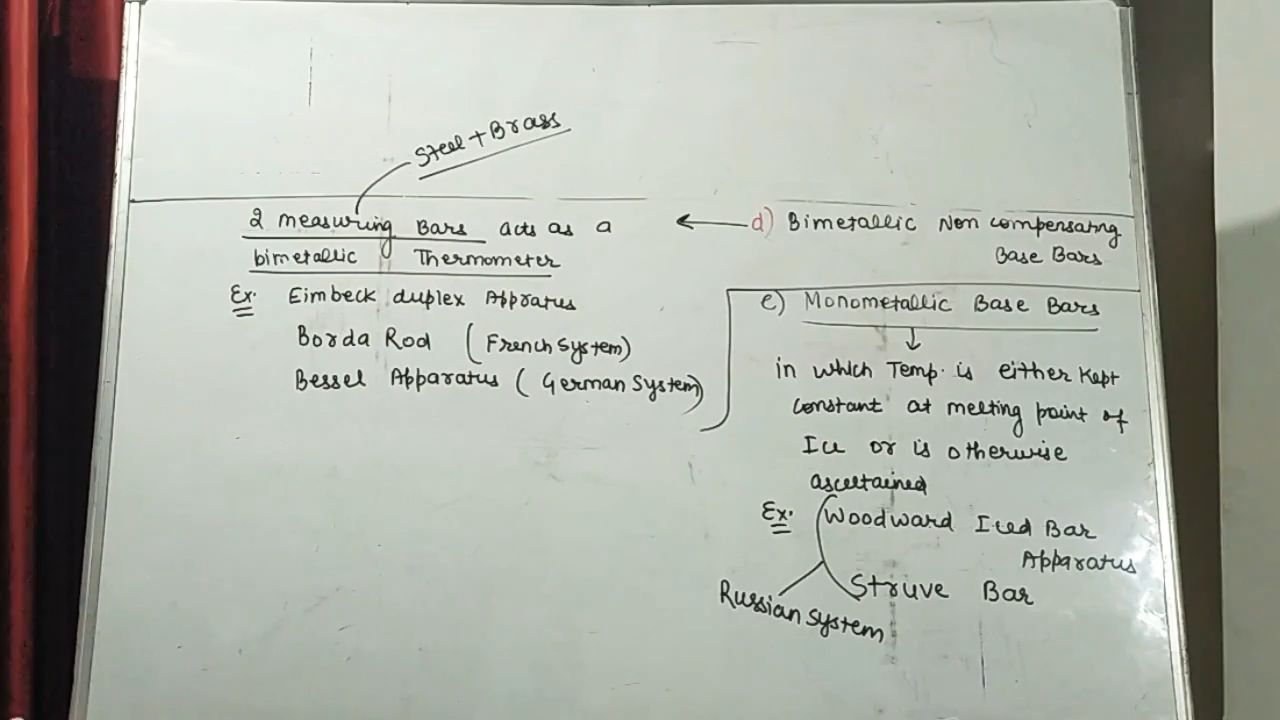 Steel + Brass
2 measuring Bars acts as a
bimetallic Thermometer
Ex. Eimbeck duplex Appratus
Borda Rod (French System)
Bessel Apparatus (German System)
d) Bimetallic Non compensating
Base Bars
e) Monometallic Base Bars
in which Temp. is either Kept
constant at melting point of
Ice or is otherwise
ascertained
Ex. Woodward Iced Bar
Apparatus
Struve Bar
Russian System